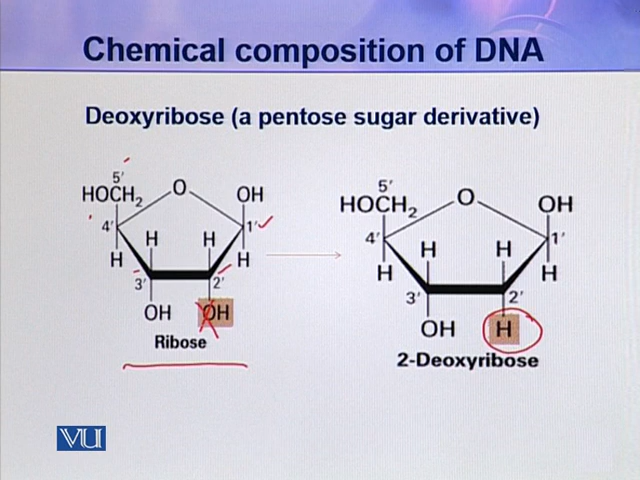 Chemical composition of DNA
Deoxyribose (a pentose sugar derivative)
5'
HOCH2
O
OH
4'
1'
H
H
H
H
3'
2'
OH
OH
Ribose
5'
HOCH2
O
OH
4'
1'
H
H
H
H
3'
2'
OH
H
2-Deoxyribose
VU